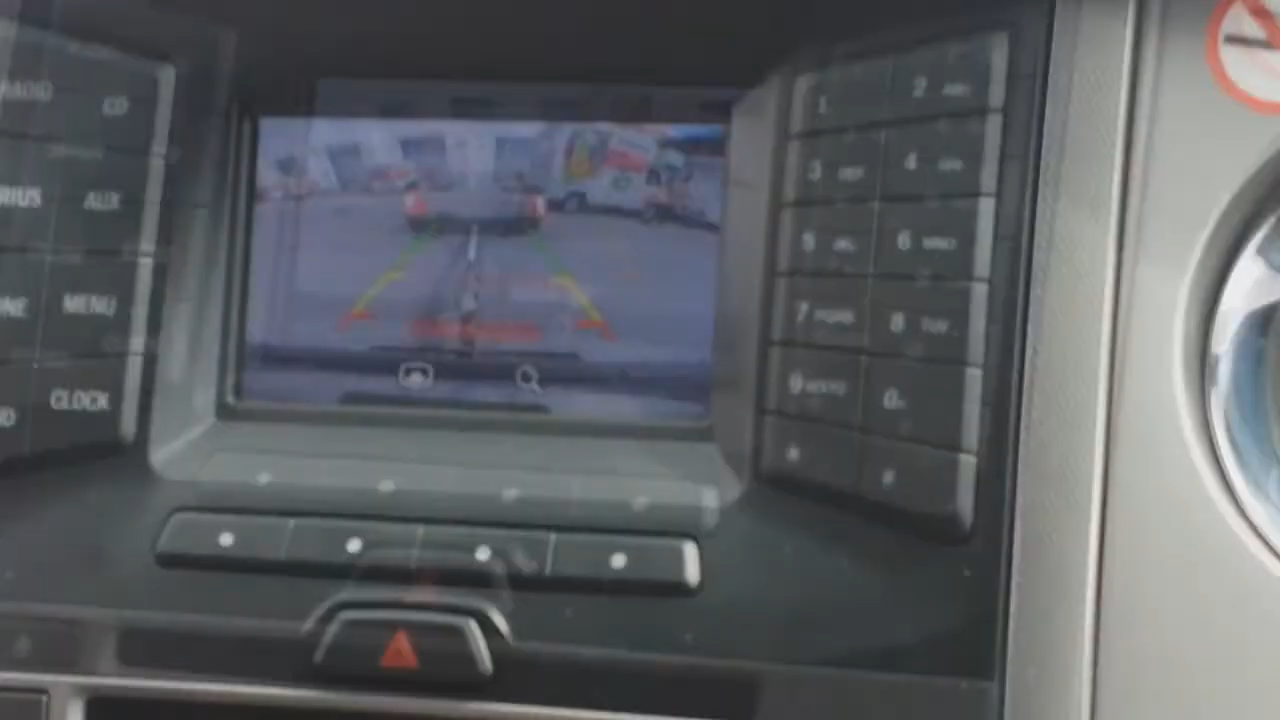 RADIO CD
RIUS AUX
NE MENU
CLOCK
1
2 ABC
3 DEF
4 GHI
5 JKL
6 MNO
7 PQRS
8 TUV
9 WXYZ
0
*
#